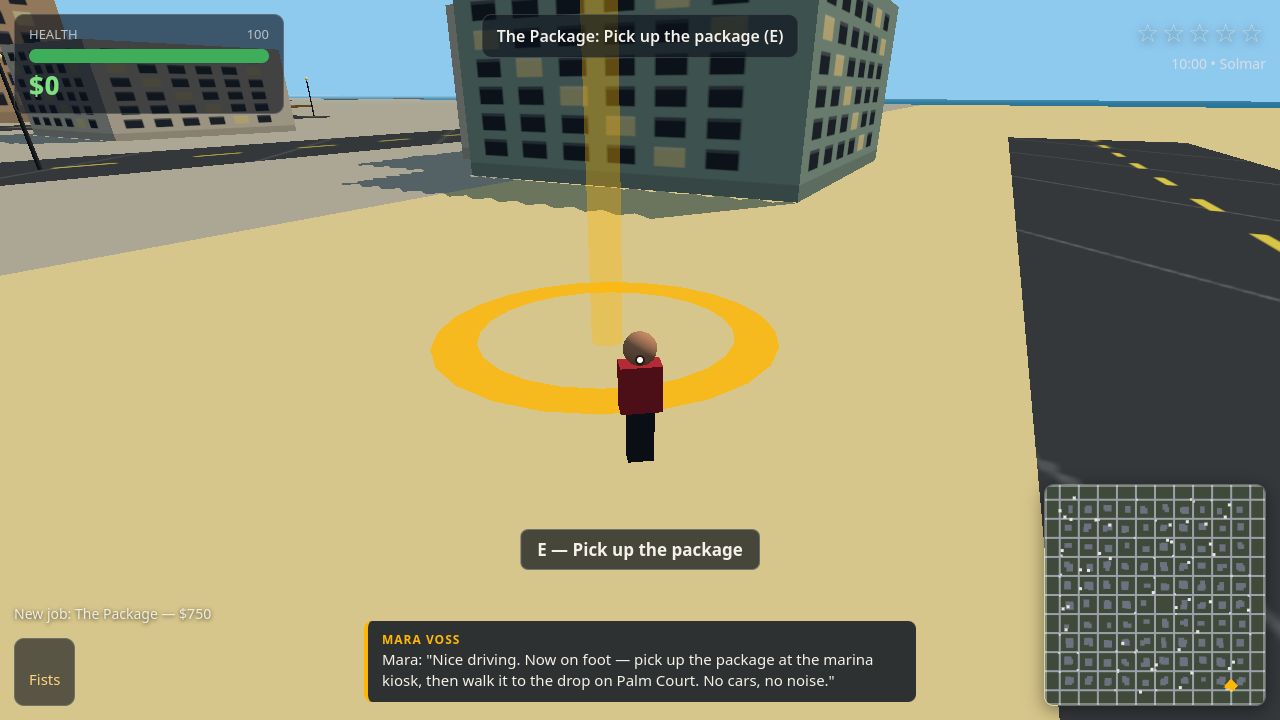 HEALTH 100
$0
The Package: Pick up the package (E)
☆☆☆☆☆
10:00 • Solmar
E — Pick up the package
New job: The Package — $750
Fists
MARA VOSS
Mara: "Nice driving. Now on foot — pick up the package at the marina
kiosk, then walk it to the drop on Palm Court. No cars, no noise."